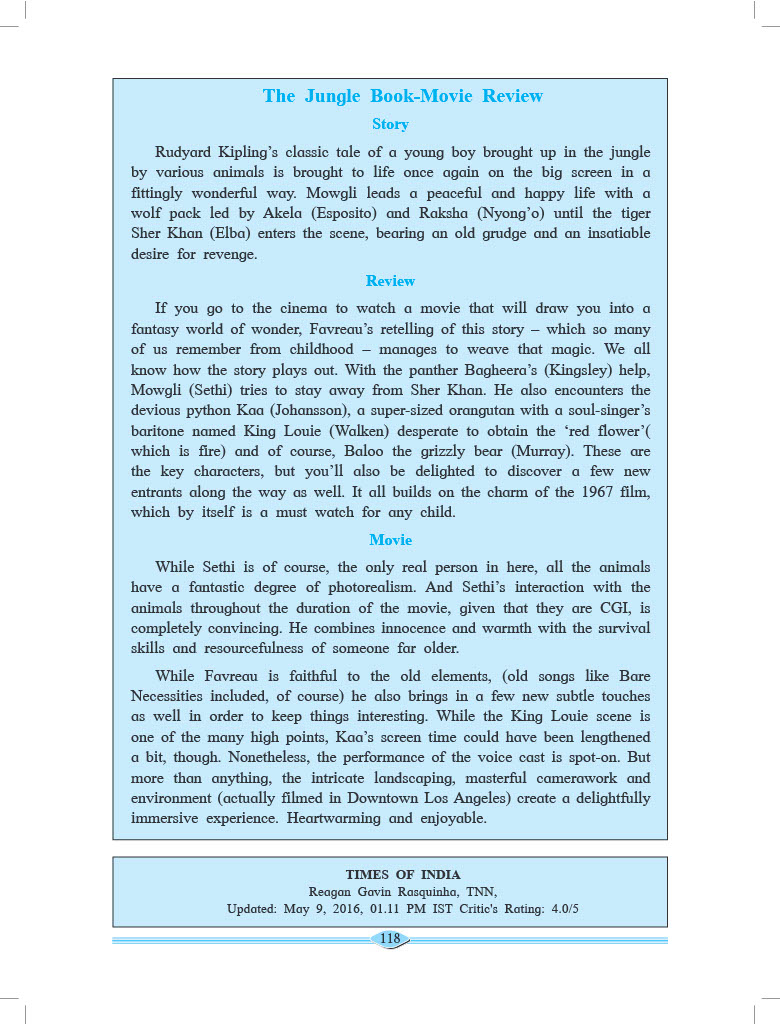 The Jungle Book-Movie Review
Story
Rudyard Kipling's classic tale of a young boy brought up in the jungle
by various animals is brought to life once again on the big screen in a
fittingly wonderful way. Mowgli leads a peaceful and happy life with a
wolf pack led by Akela (Esposito) and Raksha (Nyong'o) until the tiger
Sher Khan (Elba) enters the scene, bearing an old grudge and an insatiable
desire for revenge.
Review
If you go to the cinema to watch a movie that will draw you into a
fantasy world of wonder, Favreau's retelling of this story – which so many
of us remember from childhood – manages to weave that magic. We all
know how the story plays out. With the panther Bagheera's (Kingsley) help,
Mowgli (Sethi) tries to stay away from Sher Khan. He also encounters the
devious python Kaa (Johansson), a super-sized orangutan with a soul-singer's
baritone named King Louie (Walken) desperate to obtain the 'red flower'(
which is fire) and of course, Baloo the grizzly bear (Murray). These are
the key characters, but you'll also be delighted to discover a few new
entrants along the way as well. It all builds on the charm of the 1967 film,
which by itself is a must watch for any child.
Movie
While Sethi is of course, the only real person in here, all the animals
have a fantastic degree of photorealism. And Sethi's interaction with the
animals throughout the duration of the movie, given that they are CGI, is
completely convincing. He combines innocence and warmth with the survival
skills and resourcefulness of someone far older.
While Favreau is faithful to the old elements, (old songs like Bare
Necessities included, of course) he also brings in a few new subtle touches
as well in order to keep things interesting. While the King Louie scene is
one of the many high points, Kaa's screen time could have been lengthened
a bit, though. Nonetheless, the performance of the voice cast is spot-on. But
more than anything, the intricate landscaping, masterful camerawork and
environment (actually filmed in Downtown Los Angeles) create a delightfully
immersive experience. Heartwarming and enjoyable.
TIMES OF INDIA
Reagan Gavin Rasquinha, TNN,
Updated: May 9, 2016, 01.11 PM IST Critic's Rating: 4.0/5
118